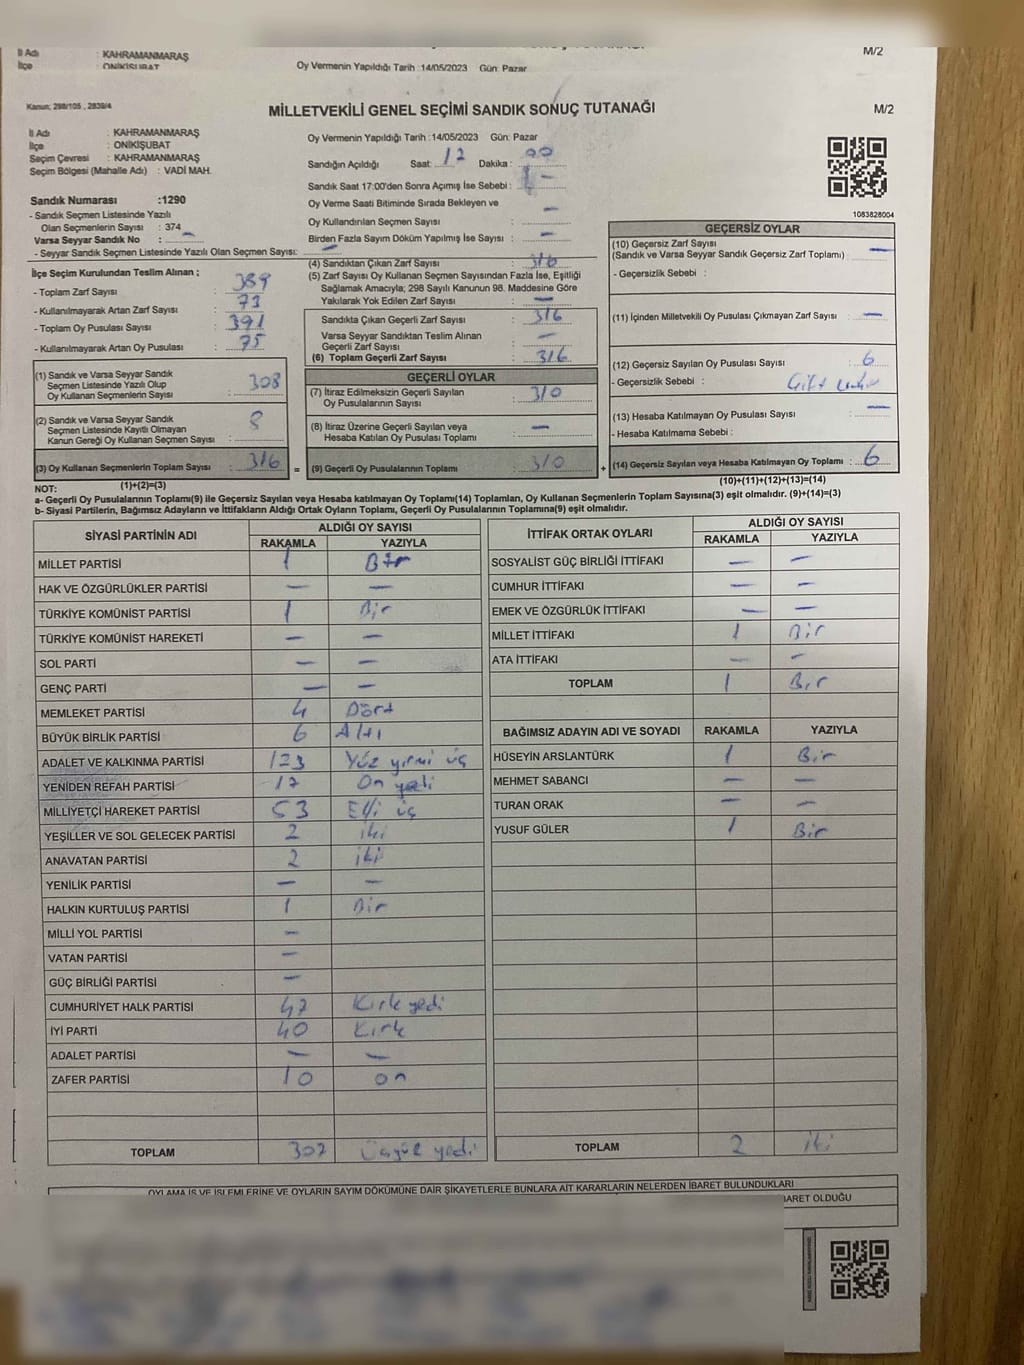 İl Adı : KAHRAMANMARAŞ
İlçe : ONİKİŞUBAT
Oy Vermenin Yapıldığı Tarih :14/05/2023 Gün: Pazar
M/2
Kanun; 298/105 , 2839/4
MİLLETVEKİLİ GENEL SEÇİMİ SANDIK SONUÇ TUTANAĞI
M/2
İl Adı : KAHRAMANMARAŞ
İlçe : ONİKİŞUBAT
Seçim Çevresi : KAHRAMANMARAŞ
Seçim Bölgesi (Mahalle Adı) : VADİ MAH.
Sandık Numarası :1290
- Sandık Seçmen Listesinde Yazılı
Olan Seçmenlerin Sayısı : 374
Varsa Seyyar Sandık No : —
- Seyyar Sandık Seçmen Listesinde Yazılı Olan Seçmen Sayısı: —
Oy Vermenin Yapıldığı Tarih :14/05/2023 Gün: Pazar
Sandığın Açıldığı Saat: 17 Dakika : 00
Sandık Saat 17:00'den Sonra Açımış İse Sebebi : —
Oy Verme Saati Bitiminde Sırada Bekleyen ve
Oy Kullandırılan Seçmen Sayısı : —
Birden Fazla Sayım Döküm Yapılmış İse Sayısı : —
1083828004
İlçe Seçim Kurulundan Teslim Alınan ;
- Toplam Zarf Sayısı : 389
- Kullanılmayarak Artan Zarf Sayısı : 73
- Toplam Oy Pusulası Sayısı : 391
- Kullanılmayarak Artan Oy Pusulası : 75
(4) Sandıktan Çıkan Zarf Sayısı : 316
(5) Zarf Sayısı Oy Kullanan Seçmen Sayısından Fazla İse, Eşitliği
Sağlamak Amacıyla; 298 Sayılı Kanunun 98. Maddesine Göre
Yakılarak Yok Edilen Zarf Sayısı : —
Sandıkta Çıkan Geçerli Zarf Sayısı : 316
Varsa Seyyar Sandıktan Teslim Alınan
Geçerli Zarf Sayısı : —
(6) Toplam Geçerli Zarf Sayısı : 316
GEÇERSİZ OYLAR
(10) Geçersiz Zarf Sayısı
(Sandık ve Varsa Seyyar Sandık Geçersiz Zarf Toplamı) : —
- Geçersizlik Sebebi :
(11) İçinden Milletvekili Oy Pusulası Çıkmayan Zarf Sayısı : —
(12) Geçersiz Sayılan Oy Pusulası Sayısı : 6
- Geçersizlik Sebebi : Çift
(13) Hesaba Katılmayan Oy Pusulası Sayısı : —
- Hesaba Katılmama Sebebi :
(14) Geçersiz Sayılan veya Hesaba Katılmayan Oy Toplamı : 6
(10)+(11)+(12)+(13)=(14)
(1) Sandık ve Varsa Seyyar Sandık
Seçmen Listesinde Yazılı Olup
Oy Kullanan Seçmenlerin Sayısı : 308
(2) Sandık ve Varsa Seyyar Sandık
Seçmen Listesinde Kayıtlı Olmayan
Kanun Gereği Oy Kullanan Seçmen Sayısı : 8
(3) Oy Kullanan Seçmenlerin Toplam Sayısı : 316 =
(1)+(2)=(3)
GEÇERLİ OYLAR
(7) İtiraz Edilmeksizin Geçerli Sayılan
Oy Pusulalarının Sayısı : 310
(8) İtiraz Üzerine Geçerli Sayılan veya
Hesaba Katılan Oy Pusulası Toplamı : —
(9) Geçerli Oy Pusulalarının Toplamı : 310 +
NOT:
a- Geçerli Oy Pusulalarının Toplamı(9) ile Geçersiz Sayılan veya Hesaba katılmayan Oy Toplamı(14) Toplamları, Oy Kullanan Seçmenlerin Toplam Sayısına(3) eşit olmalıdır. (9)+(14)=(3)
b- Siyasi Partilerin, Bağımsız Adayların ve İttifakların Aldığı Ortak Oyların Toplamı, Geçerli Oy Pusulalarının Toplamına(9) eşit olmalıdır.
SİYASİ PARTİNİN ADI ALDIĞI OY SAYISI
RAKAMLA YAZIYLA
MİLLET PARTİSİ 1 Bir
HAK VE ÖZGÜRLÜKLER PARTİSİ — —
TÜRKİYE KOMÜNİST PARTİSİ 1 Bir
TÜRKİYE KOMÜNİST HAREKETİ — —
SOL PARTİ — —
GENÇ PARTİ — —
MEMLEKET PARTİSİ 4 Dört
BÜYÜK BİRLİK PARTİSİ 6 Altı
ADALET VE KALKINMA PARTİSİ 123 Yüz yirmi üç
YENİDEN REFAH PARTİSİ 17 On yedi
MİLLİYETÇİ HAREKET PARTİSİ 53 Elli üç
YEŞİLLER VE SOL GELECEK PARTİSİ 2 iki
ANAVATAN PARTİSİ 2 iki
YENİLİK PARTİSİ — —
HALKIN KURTULUŞ PARTİSİ 1 Bir
MİLLİ YOL PARTİSİ —
VATAN PARTİSİ —
GÜÇ BİRLİĞİ PARTİSİ —
CUMHURİYET HALK PARTİSİ 47 Kırk yedi
İYİ PARTİ 40 Kırk
ADALET PARTİSİ — —
ZAFER PARTİSİ 10 on
TOPLAM 307 Üçyüz yedi
İTTİFAK ORTAK OYLARI ALDIĞI OY SAYISI
RAKAMLA YAZIYLA
SOSYALİST GÜÇ BİRLİĞİ İTTİFAKI — —
CUMHUR İTTİFAKI — —
EMEK VE ÖZGÜRLÜK İTTİFAKI — —
MİLLET İTTİFAKI 1 Bir
ATA İTTİFAKI — —
TOPLAM 1 Bir
BAĞIMSIZ ADAYIN ADI VE SOYADI RAKAMLA YAZIYLA
HÜSEYİN ARSLANTÜRK 1 Bir
MEHMET SABANCI — —
TURAN ORAK — —
YUSUF GÜLER 1 Bir
TOPLAM 2 iki
OYLAMA İŞ VE İŞLEMLERİNE VE OYLARIN SAYIM DÖKÜMÜNE DAİR ŞİKAYETLERLE BUNLARA AİT KARARLARIN NELERDEN İBARET BULUNDUKLARI
BARET OLDUĞU